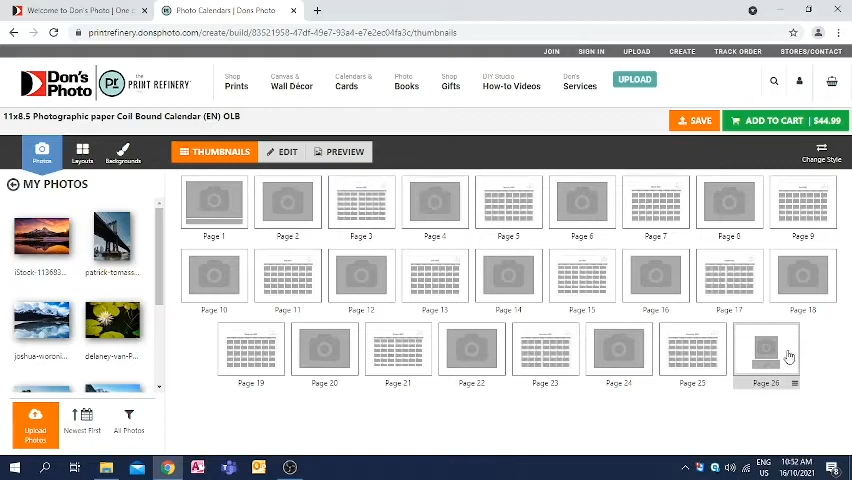 Welcome to Don's Photo | One c
Photo Calendars | Dons Photo
printrefinery.donsphoto.com/create/build/83521958-47df-49e7-93a4-e7e2ec04fa3c/thumbnails
JOIN SIGN IN UPLOAD CREATE TRACK ORDER STORES/CONTACT
Don's Photo
pr the PRINT REFINERY
Shop Prints
Canvas & Wall Décor
Calendars & Cards
Photo Books
Shop Gifts
DIY Studio How-to Videos
Don's Services
UPLOAD
11x8.5 Photographic paper Coil Bound Calendar (EN) OLB
SAVE
ADD TO CART | $44.99
Photos Layouts Backgrounds
THUMBNAILS EDIT PREVIEW
Change Style
MY PHOTOS
iStock-113683... patrick-tomass...
joshua-woroni... delaney-van-P...
Page 1 Page 2 Page 3 Page 4 Page 5 Page 6 Page 7 Page 8 Page 9
Page 10 Page 11 Page 12 Page 13 Page 14 Page 15 Page 16 Page 17 Page 18
Page 19 Page 20 Page 21 Page 22 Page 23 Page 24 Page 25 Page 26
Upload Photos
Newest First
All Photos
ENG US
10:52 AM
16/10/2021
8